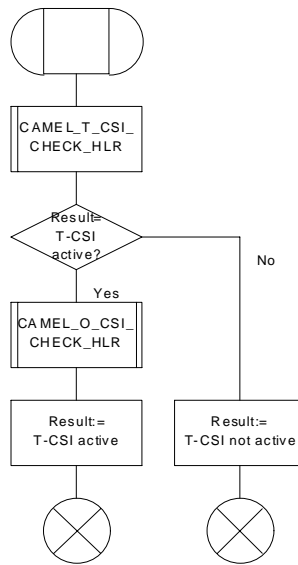 CAMEL_T_CSI_
CHECK_HLR
Result=
T-CSI
active?
No
Yes
CAMEL_O_CSI_
CHECK_HLR
Result:=
T-CSI active
Result:=
T-CSI not active